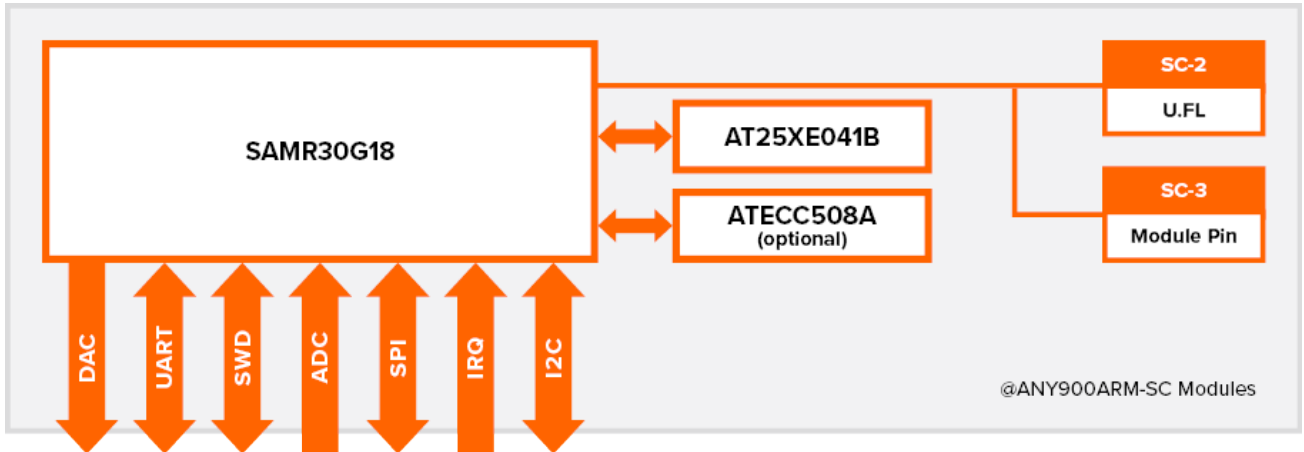 SAMR30G18
AT25XE041B
ATECC508A
(optional)
SC-2
U.FL
SC-3
Module Pin
DAC
UART
SWD
ADC
SPI
IRQ
I2C
@ANY900ARM-SC Modules